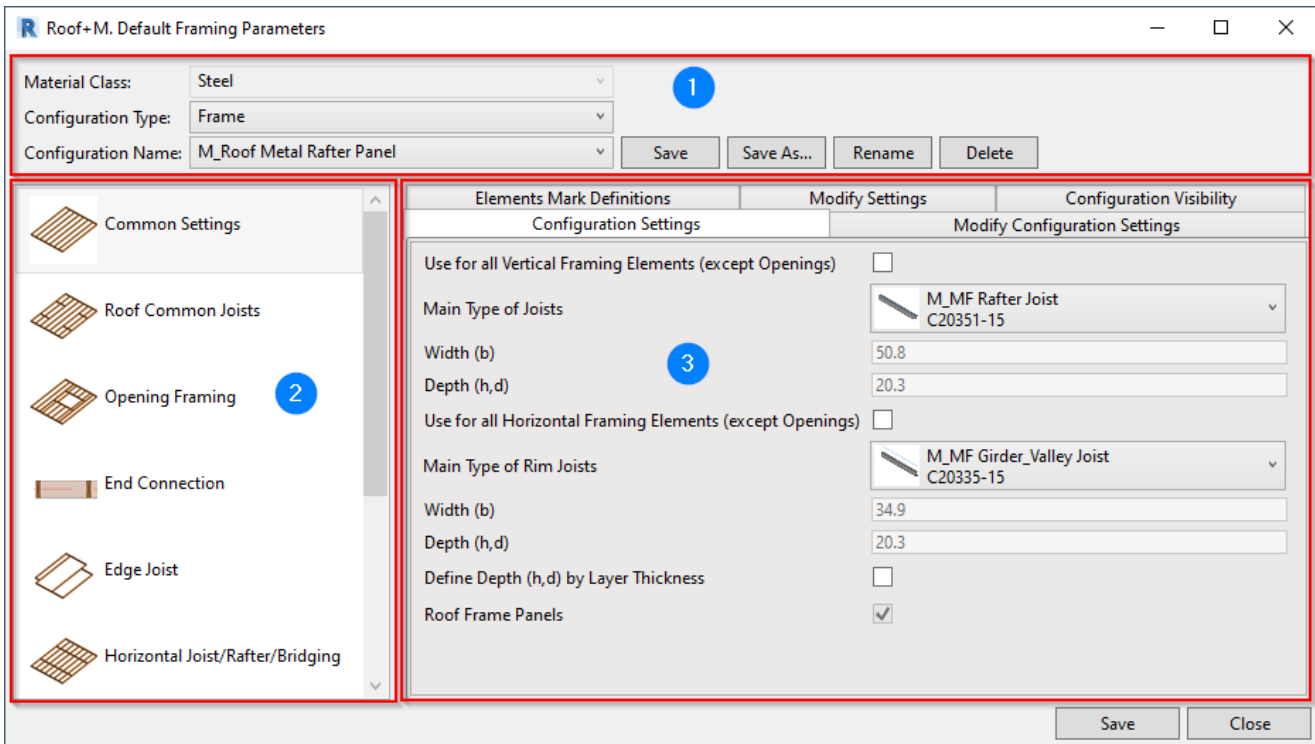 Roof+M. Default Framing Parameters
Material Class: Steel
1
Configuration Type: Frame
Configuration Name: M_Roof Metal Rafter Panel Save Save As... Rename Delete
Common Settings
Roof Common Joists
Opening Framing
2
End Connection
Edge Joist
Horizontal Joist/Rafter/Bridging
Elements Mark Definitions Modify Settings Configuration Visibility
Configuration Settings Modify Configuration Settings
Use for all Vertical Framing Elements (except Openings)
Main Type of Joists M_MF Rafter Joist
C20351-15
Width (b) 50.8
3
Depth (h,d) 20.3
Use for all Horizontal Framing Elements (except Openings)
Main Type of Rim Joists M_MF Girder_Valley Joist
C20335-15
Width (b) 34.9
Depth (h,d) 20.3
Define Depth (h,d) by Layer Thickness
Roof Frame Panels
Save Close